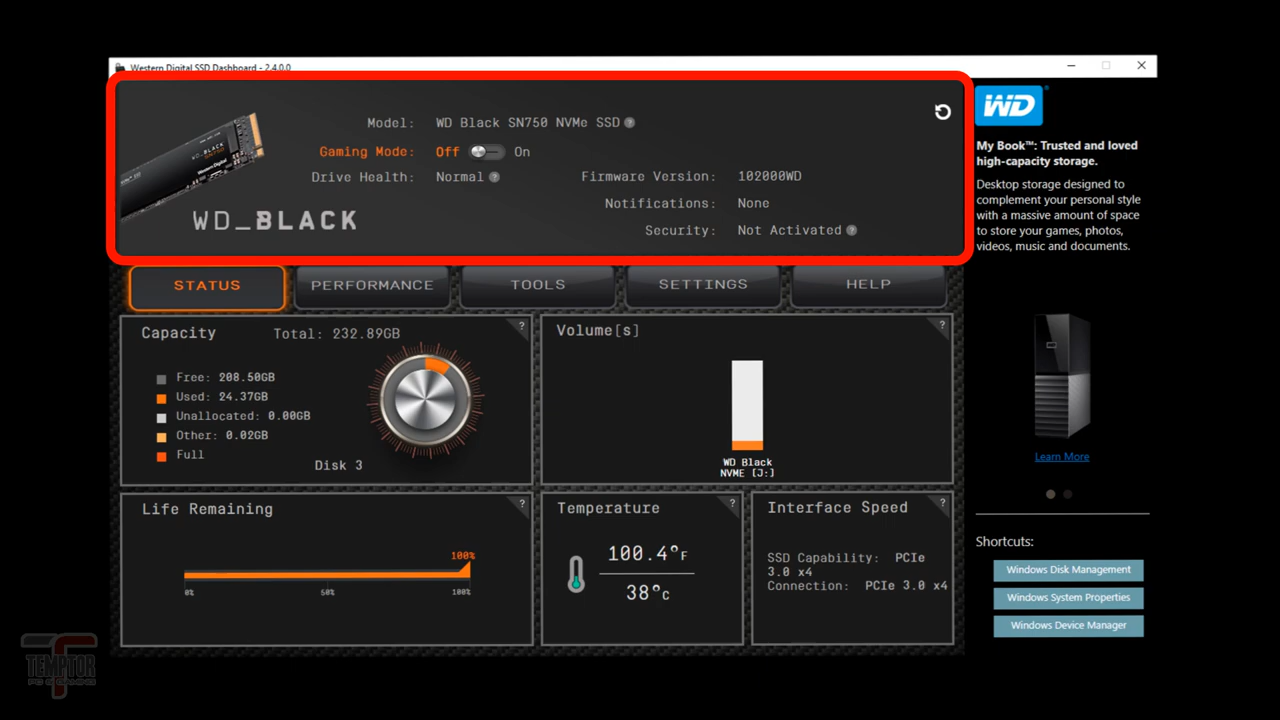 Western Digital SSD Dashboard - 2.4.0.0
WD_BLACK
SN750
Western Digital
Model: WD Black SN750 NVMe SSD ?
Gaming Mode: Off On
Drive Health: Normal ?
Firmware Version: 102000WD
Notifications: None
Security: Not Activated ?
WD_BLACK
STATUS PERFORMANCE TOOLS SETTINGS HELP
Capacity Total: 232.89GB ?
Free: 208.50GB
Used: 24.37GB
Unallocated: 0.00GB
Other: 0.02GB
Full
Disk 3
Volume[s] ?
WD Black
NVME [J:]
Life Remaining ?
100%
0% 50% 100%
Temperature ?
100.4°F
38°C
Interface Speed ?
SSD Capability: PCIe
3.0 x4
Connection: PCIe 3.0 x4
WD
My Book™: Trusted and loved
high-capacity storage.
Desktop storage designed to
complement your personal style
with a massive amount of space
to store your games, photos,
videos, music and documents.
Learn More
Shortcuts:
Windows Disk Management
Windows System Properties
Windows Device Manager
TEMPTOR